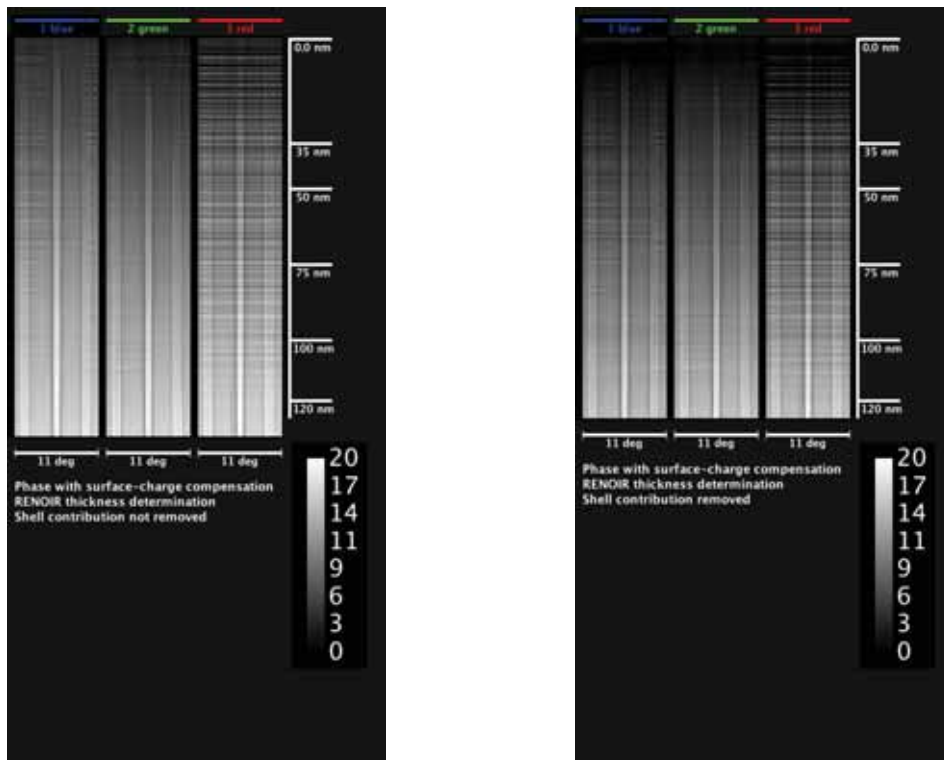 1 blue 2 green 3 red
0.0 nm
35 nm
50 nm
75 nm
100 nm
120 nm
11 deg 11 deg 11 deg
Phase with surface-charge compensation
RENOIR thickness determination
Shell contribution not removed
20
17
14
11
9
6
3
0
1 blue 2 green 3 red
0.0 nm
35 nm
50 nm
75 nm
100 nm
120 nm
11 deg 11 deg 11 deg
Phase with surface-charge compensation
RENOIR thickness determination
Shell contribution removed
20
17
14
11
9
6
3
0